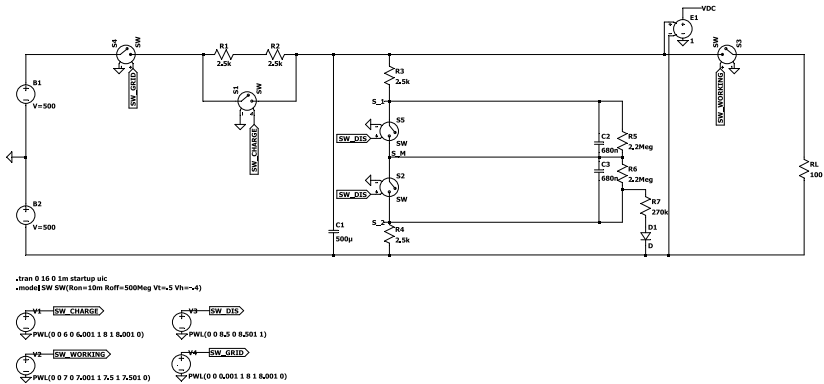 VDC
E1
1
S4
SW
SW_GRID
R1
2.5k
R2
2.5k
S1
SW
SW_CHARGE
R3
2.5k
S_1
S5
SW
SW_DIS
S_M
S2
SW
SW_DIS
S_2
R4
2.5k
C1
500µ
C2
680n
C3
680n
R5
2.2Meg
R6
2.2Meg
R7
270k
D1
D
SW
S3
SW_WORKING
RL
100
B1
V=500
B2
V=500
.tran 0 16 0 1m startup uic
.model SW SW(Ron=10m Roff=500Meg Vt=.5 Vh=-.4)
V1
SW_CHARGE
PWL(0 0 6 0 6.001 1 8 1 8.001 0)
V3
SW_DIS
PWL(0 0 8.5 0 8.501 1)
V2
SW_WORKING
PWL(0 0 7 0 7.001 1 7.5 1 7.501 0)
V4
SW_GRID
PWL(0 0 0.001 1 8 1 8.001 0)